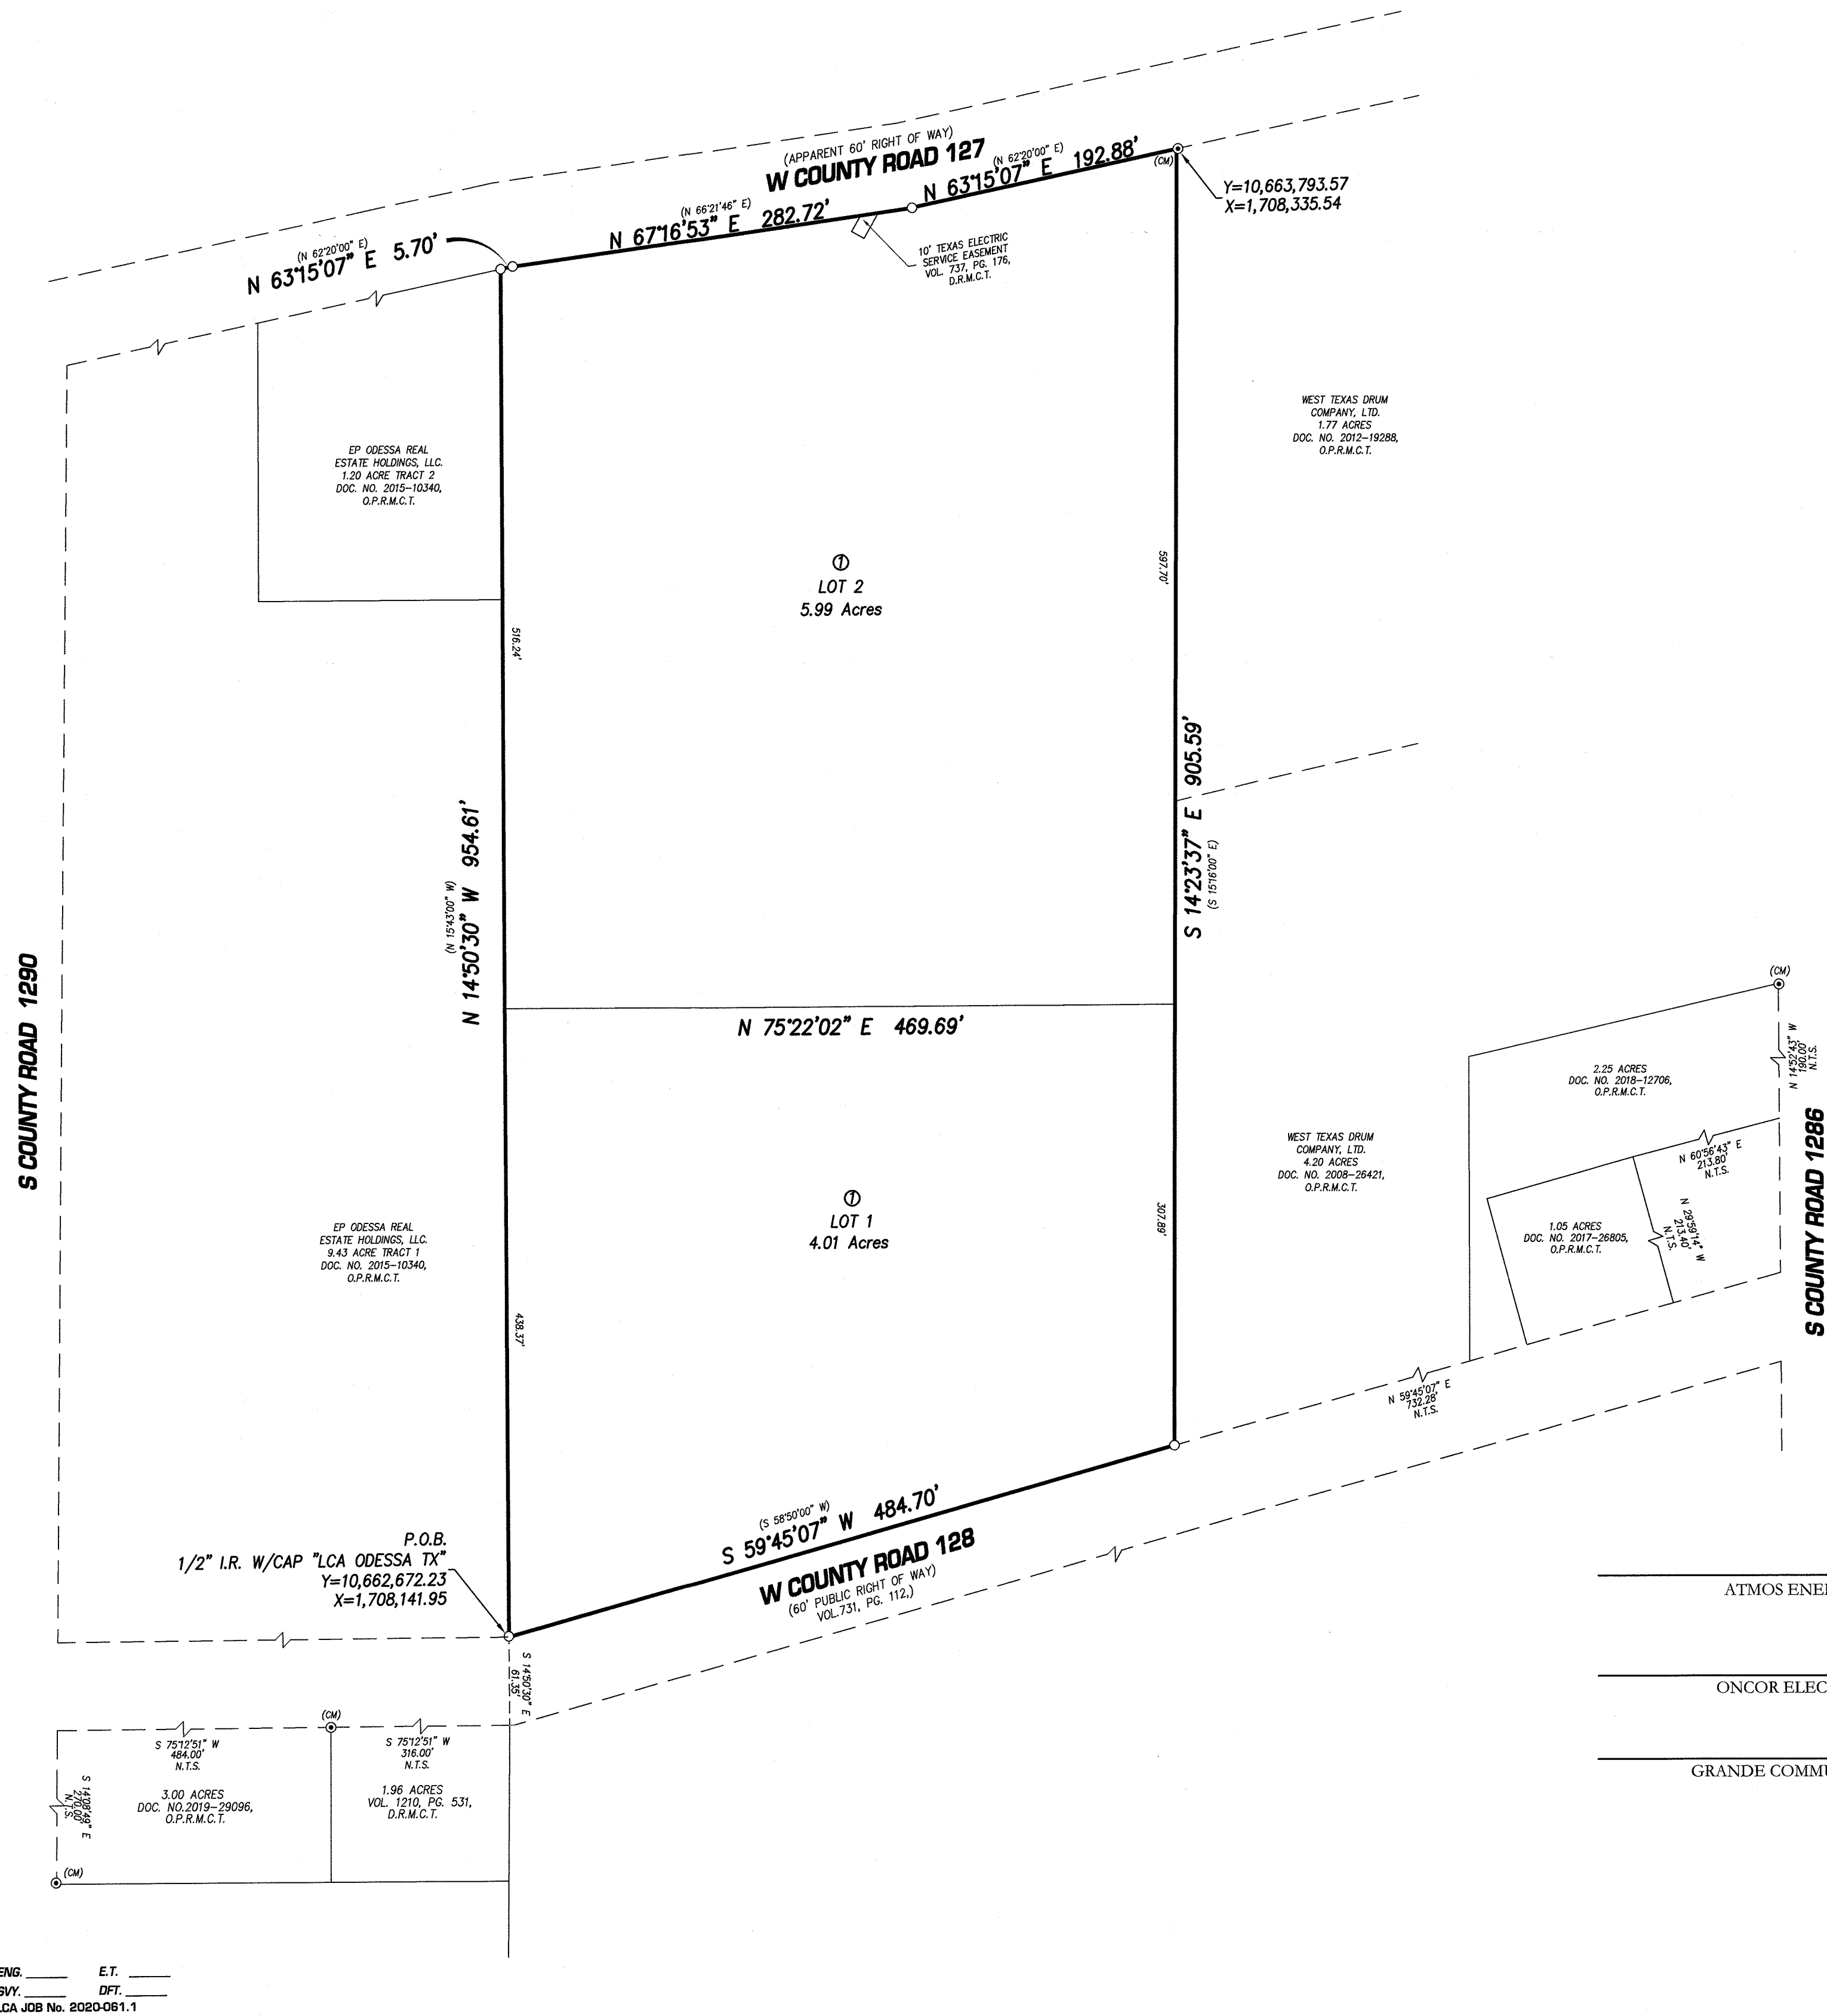 (APPARENT 60' RIGHT OF WAY)
W COUNTY ROAD 127
(N 62°20'00" E)
N 63°15'07" E 5.70'
(N 66°21'46" E)
N 67°16'53" E 282.72'
(N 62°20'00" E)
N 63°15'07" E 192.88'
(CM)
Y=10,663,793.57
X=1,708,335.54
10' TEXAS ELECTRIC
SERVICE EASEMENT
VOL. 737, PG. 176,
D.R.M.C.T.
EP ODESSA REAL
ESTATE HOLDINGS, LLC.
1.20 ACRE TRACT 2
DOC. NO. 2015-10340,
O.P.R.M.C.T.
WEST TEXAS DRUM
COMPANY, LTD.
1.77 ACRES
DOC. NO. 2012-19288,
O.P.R.M.C.T.
1
LOT 2
5.99 Acres
516.24'
597.70'
N 14°50'30" W 954.61'
(N 15°43'00" W)
S 14°23'37" E 905.59'
(S 15°16'00" E)
S COUNTY ROAD 1290
N 75°22'02" E 469.69'
1
LOT 1
4.01 Acres
438.37'
307.89'
EP ODESSA REAL
ESTATE HOLDINGS, LLC.
9.43 ACRE TRACT 1
DOC. NO. 2015-10340,
O.P.R.M.C.T.
WEST TEXAS DRUM
COMPANY, LTD.
4.20 ACRES
DOC. NO. 2008-26421,
O.P.R.M.C.T.
(CM)
N 14°52'43" W
190.00'
N.T.S.
2.25 ACRES
DOC. NO. 2018-12706,
O.P.R.M.C.T.
N 60°56'43" E
213.80'
N.T.S.
N 29°59'14" W
213.40'
N.T.S.
1.05 ACRES
DOC. NO. 2017-26805,
O.P.R.M.C.T.
S COUNTY ROAD 1286
N 59°45'07" E
732.28'
N.T.S.
(S 58°50'00" W)
S 59°45'07" W 484.70'
W COUNTY ROAD 128
(60' PUBLIC RIGHT OF WAY)
VOL.731, PG. 112,)
P.O.B.
1/2" I.R. W/CAP "LCA ODESSA TX"
Y=10,662,672.23
X=1,708,141.95
S 14°50'30" E
61.35'
(CM)
S 75°12'51" W
484.00'
N.T.S.
S 75°12'51" W
316.00'
N.T.S.
S 14°08'49" E
270.00'
N.T.S.
3.00 ACRES
DOC. NO.2019-29096,
O.P.R.M.C.T.
1.96 ACRES
VOL. 1210, PG. 531,
D.R.M.C.T.
(CM)
ATMOS ENE
ONCOR ELEC
GRANDE COMMU
ENG. E.T.
SVY. DFT.
LCA JOB No. 2020-061.1